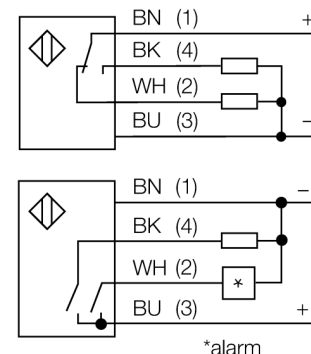 BN (1) +
BK (4)
WH (2)
BU (3) −
BN (1) −
BK (4)
WH (2)
*
BU (3) +
*alarm